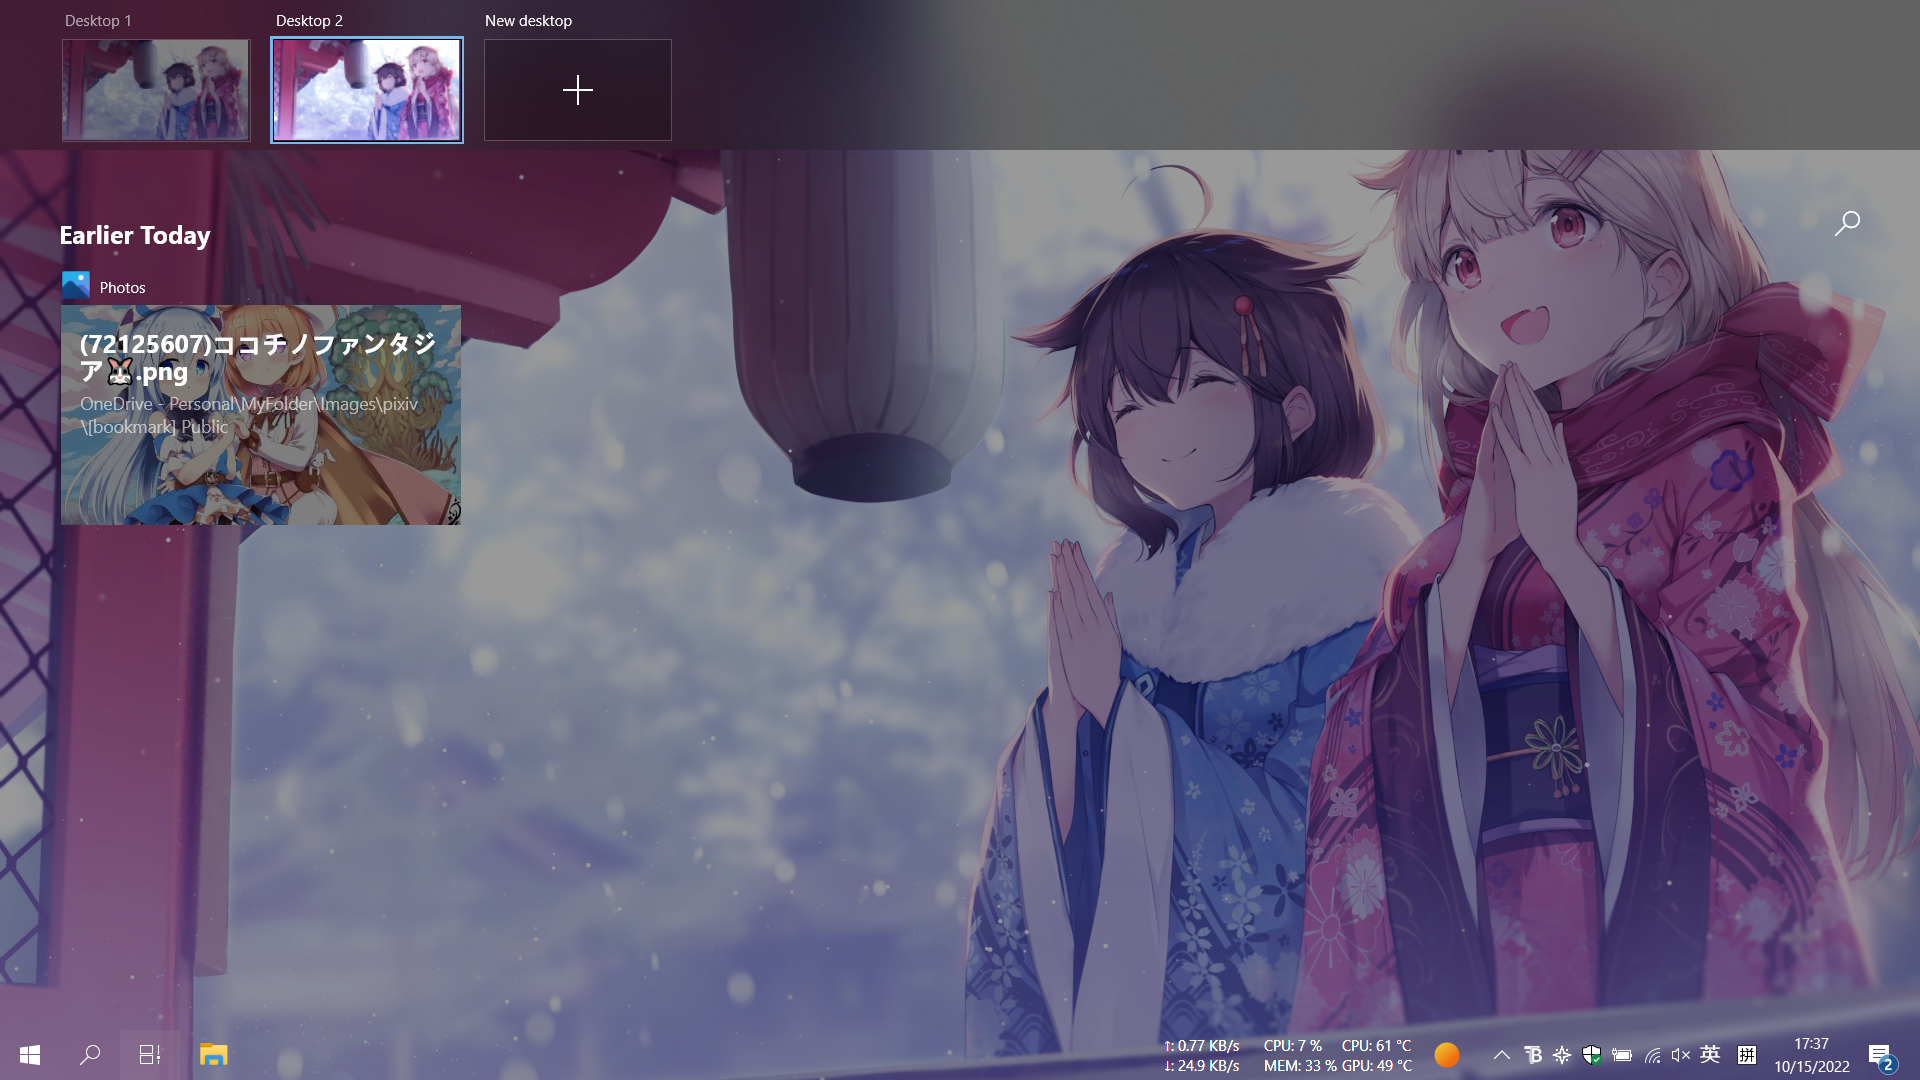 Desktop 1
Desktop 2
New desktop
Earlier Today
Photos
(72125607)ココチノファンタジ
ア🐰.png
OneDrive - Personal\MyFolder\Images\pixiv
\[bookmark] Public
↑: 0.77 KB/s CPU: 7 % CPU: 61 °C
↓: 24.9 KB/s MEM: 33 % GPU: 49 °C
英
拼
17:37
10/15/2022
2